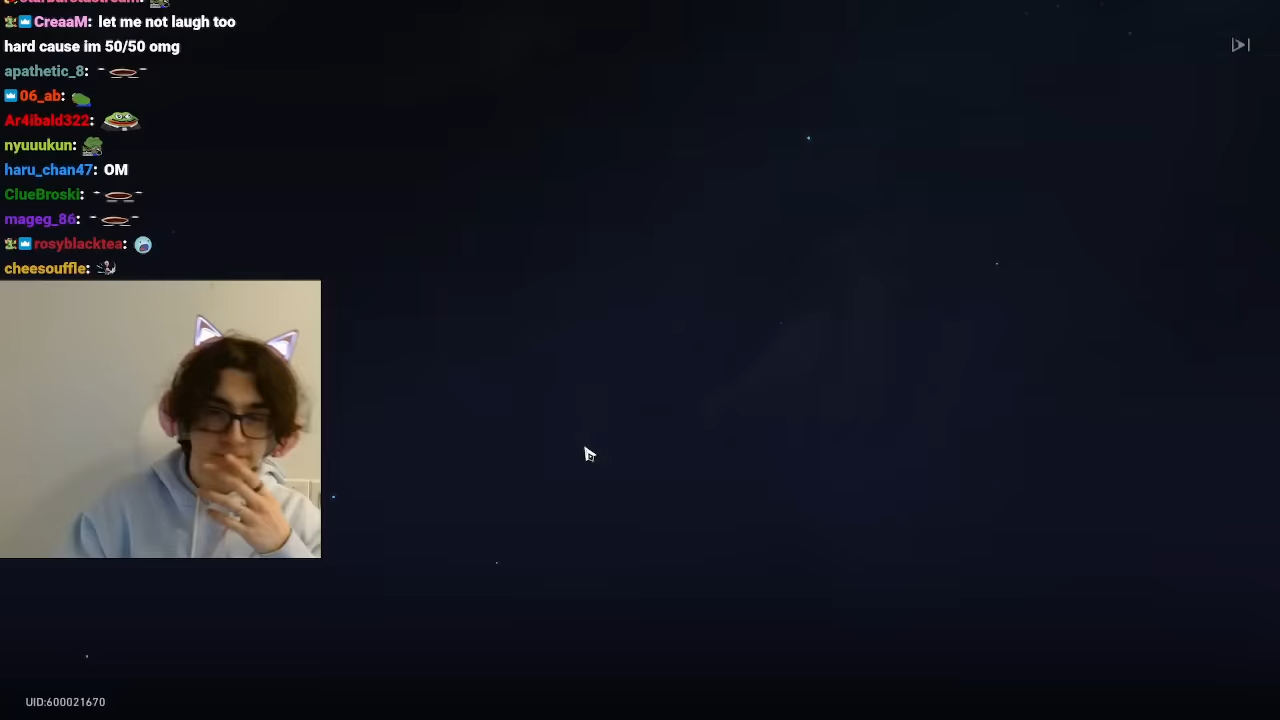 starburstastream:
CreaaM: let me not laugh too
hard cause im 50/50 omg
apathetic_8:
06_ab:
Ar4ibald322:
nyuuukun:
haru_chan47: OM
ClueBroski:
mageg_86:
rosyblacktea:
cheesouffle:
UID:600021670